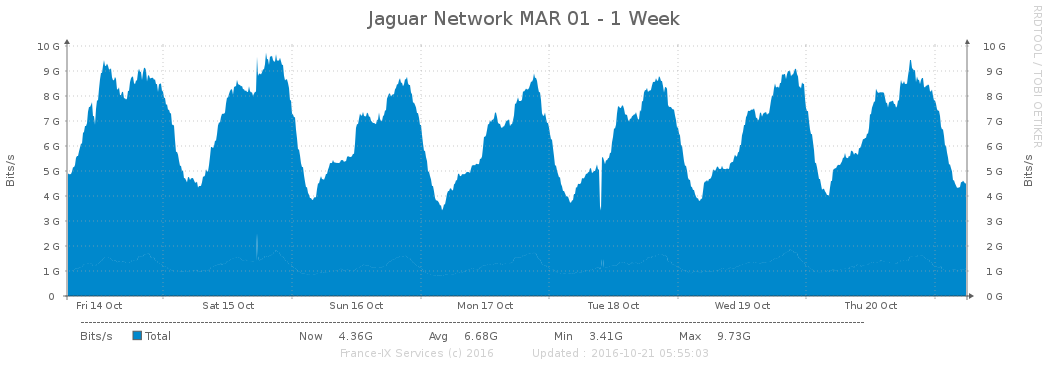 Jaguar Network MAR 01 - 1 Week
RRDTOOL / TOBI OETIKER
Bits/s
10 G
9 G
8 G
7 G
6 G
5 G
4 G
3 G
2 G
1 G
0
10 G
9 G
8 G
7 G
6 G
5 G
4 G
3 G
2 G
1 G
0 G
Bits/s
Fri 14 Oct Sat 15 Oct Sun 16 Oct Mon 17 Oct Tue 18 Oct Wed 19 Oct Thu 20 Oct
Bits/s Total Now 4.36G Avg 6.68G Min 3.41G Max 9.73G
France-IX Services (c) 2016 Updated : 2016-10-21 05:55:03